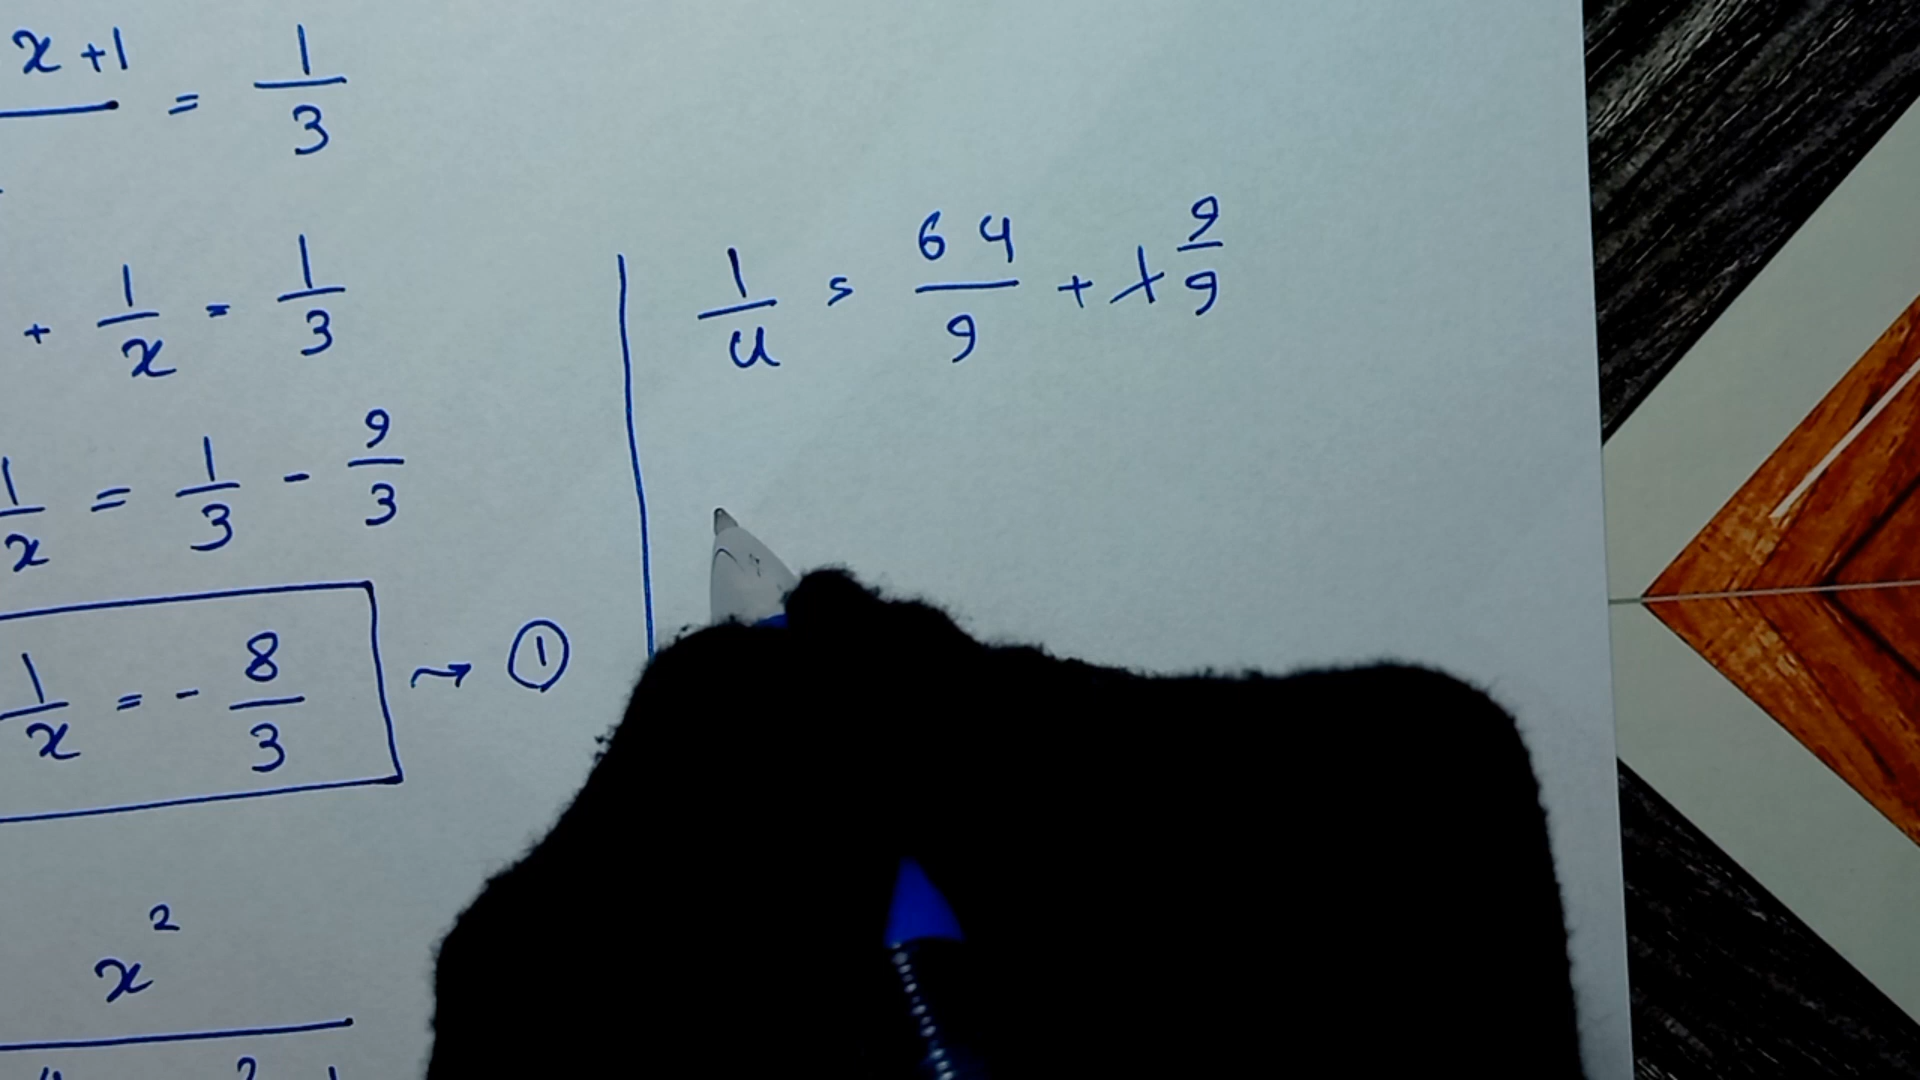 x + 1 / = 1/3
+ 1/x = 1/3
1/x = 1/3 - 9/3
1/x = - 8/3 → ①
x²
2
1/u = 64/9 + 1 9/9